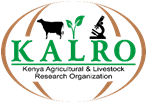 KALRO
Kenya Agricultural & Livestock
Research Organization